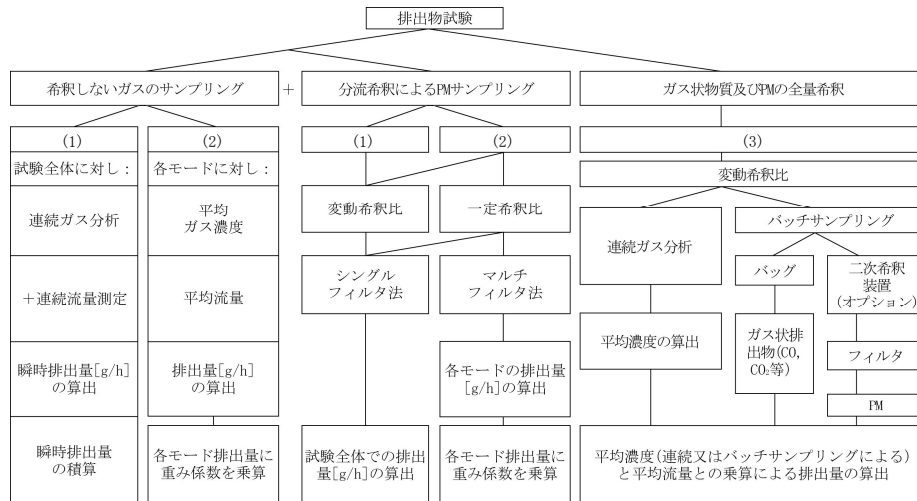 排出物試験
希釈しないガスのサンプリング
+
分流希釈によるPMサンプリング
ガス状物質及びPMの全量希釈
(1)
試験全体に対し：
連続ガス分析
＋連続流量測定
瞬時排出量[g/h]
の算出
瞬時排出量
の積算
(2)
各モードに対し：
平均
ガス濃度
平均流量
排出量[g/h]
の算出
各モード排出量に
重み係数を乗算
(1)
(2)
変動希釈比
一定希釈比
シングル
フィルタ法
マルチ
フィルタ法
各モードの排出量
[g/h]の算出
試験全体での排出
量[g/h]の算出
各モード排出量に
重み係数を乗算
(3)
変動希釈比
連続ガス分析
平均濃度の算出
バッチサンプリング
バッグ
ガス状排
出物(CO,
CO₂等)
二次希釈
装置
(オプション)
フィルタ
PM
平均濃度(連続又はバッチサンプリングによる)
と平均流量との乗算による排出量の算出